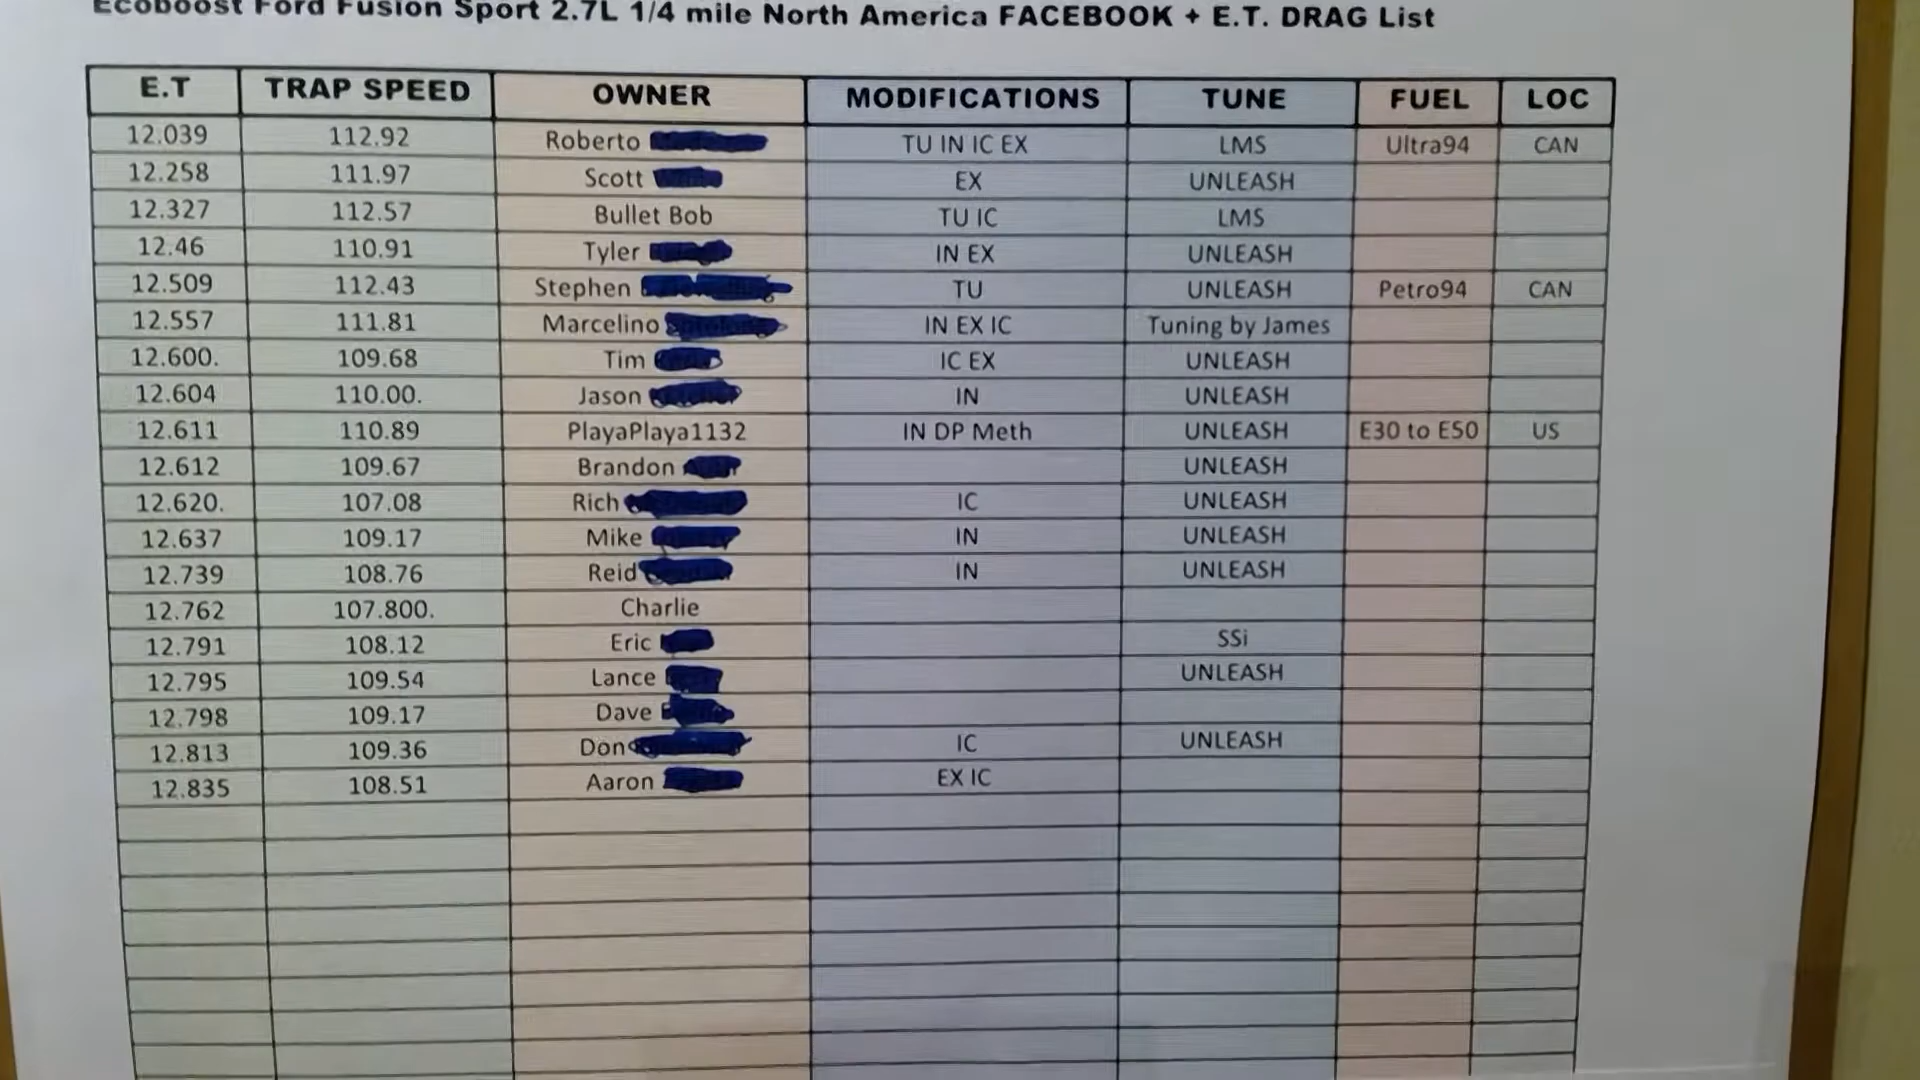 Ecoboost Ford Fusion Sport 2.7L 1/4 mile North America FACEBOOK + E.T. DRAG List
E.T TRAP SPEED OWNER MODIFICATIONS TUNE FUEL LOC
12.039 112.92 Roberto TU IN IC EX LMS Ultra94 CAN
12.258 111.97 Scott EX UNLEASH
12.327 112.57 Bullet Bob TU IC LMS
12.46 110.91 Tyler IN EX UNLEASH
12.509 112.43 Stephen TU UNLEASH Petro94 CAN
12.557 111.81 Marcelino IN EX IC Tuning by James
12.600. 109.68 Tim IC EX UNLEASH
12.604 110.00. Jason IN UNLEASH
12.611 110.89 PlayaPlaya1132 IN DP Meth UNLEASH E30 to E50 US
12.612 109.67 Brandon UNLEASH
12.620. 107.08 Rich IC UNLEASH
12.637 109.17 Mike IN UNLEASH
12.739 108.76 Reid IN UNLEASH
12.762 107.800. Charlie
12.791 108.12 Eric SSi
12.795 109.54 Lance UNLEASH
12.798 109.17 Dave
12.813 109.36 Don IC UNLEASH
12.835 108.51 Aaron EX IC